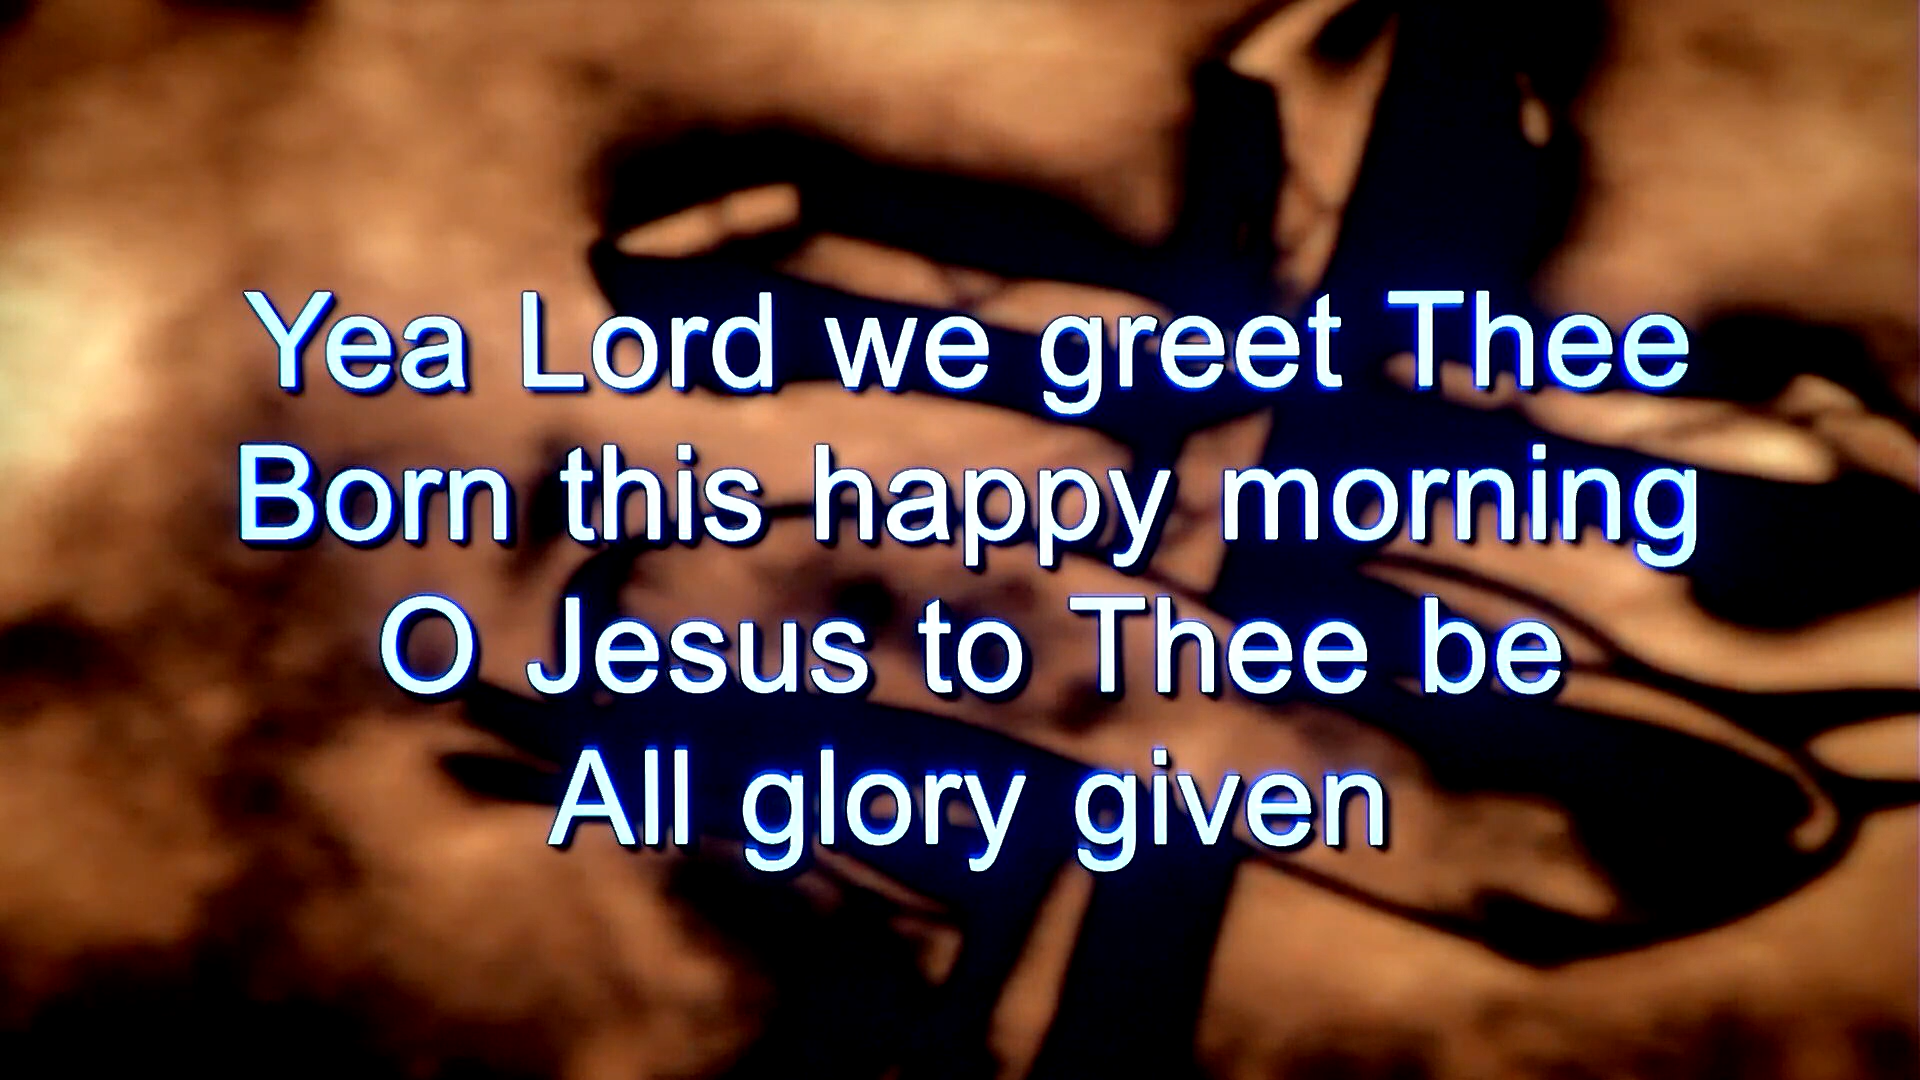 Yea Lord we greet Thee
Born this happy morning
O Jesus to Thee be
All glory given